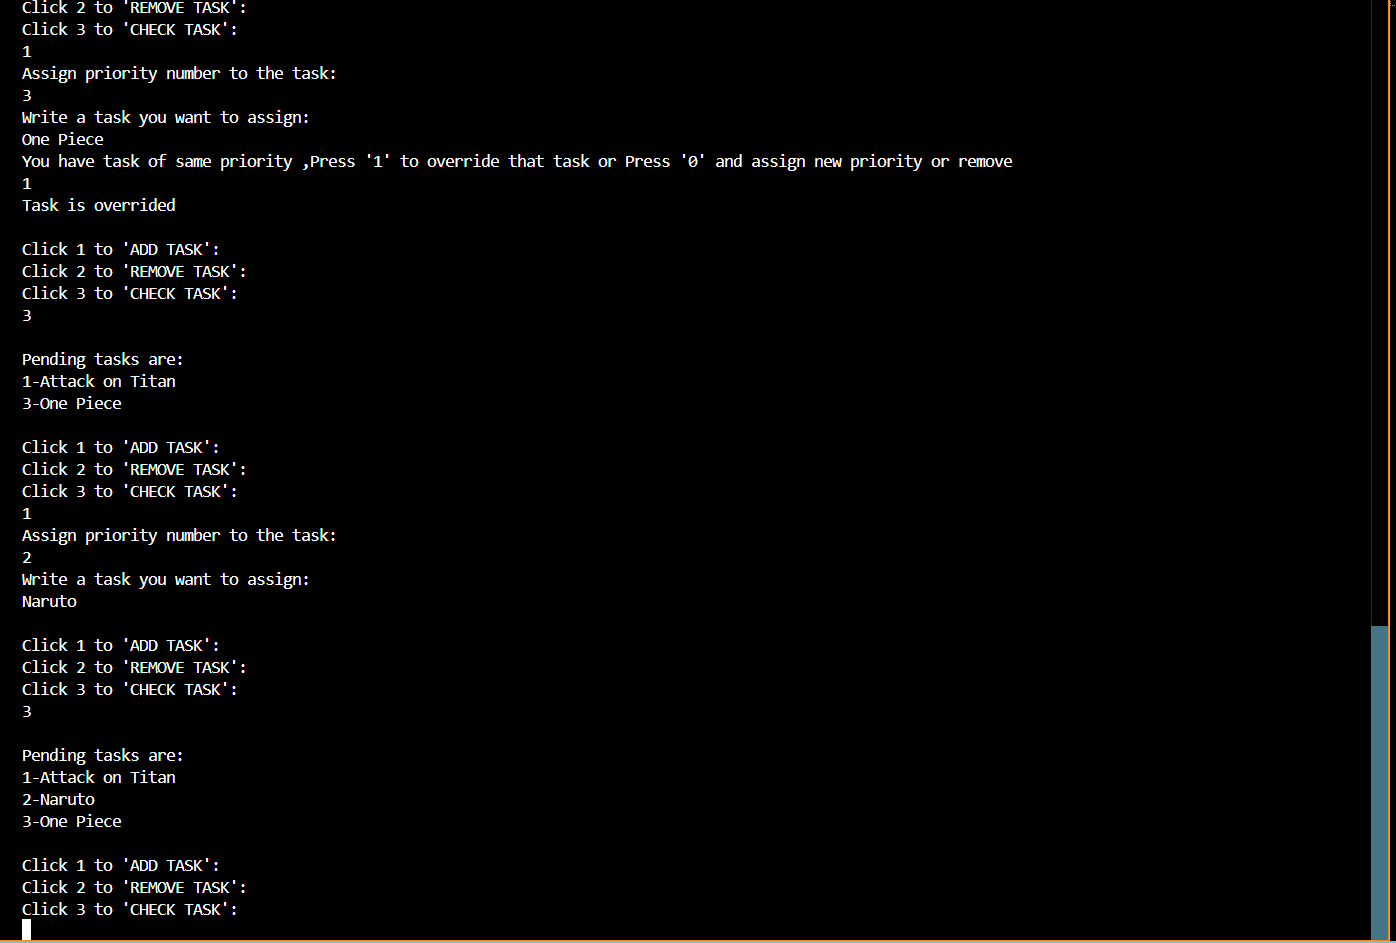 Click 2 to 'REMOVE TASK':
Click 3 to 'CHECK TASK':
1
Assign priority number to the task:
3
Write a task you want to assign:
One Piece
You have task of same priority ,Press '1' to override that task or Press '0' and assign new priority or remove
1
Task is overrided
Click 1 to 'ADD TASK':
Click 2 to 'REMOVE TASK':
Click 3 to 'CHECK TASK':
3
Pending tasks are:
1-Attack on Titan
3-One Piece
Click 1 to 'ADD TASK':
Click 2 to 'REMOVE TASK':
Click 3 to 'CHECK TASK':
1
Assign priority number to the task:
2
Write a task you want to assign:
Naruto
Click 1 to 'ADD TASK':
Click 2 to 'REMOVE TASK':
Click 3 to 'CHECK TASK':
3
Pending tasks are:
1-Attack on Titan
2-Naruto
3-One Piece
Click 1 to 'ADD TASK':
Click 2 to 'REMOVE TASK':
Click 3 to 'CHECK TASK':